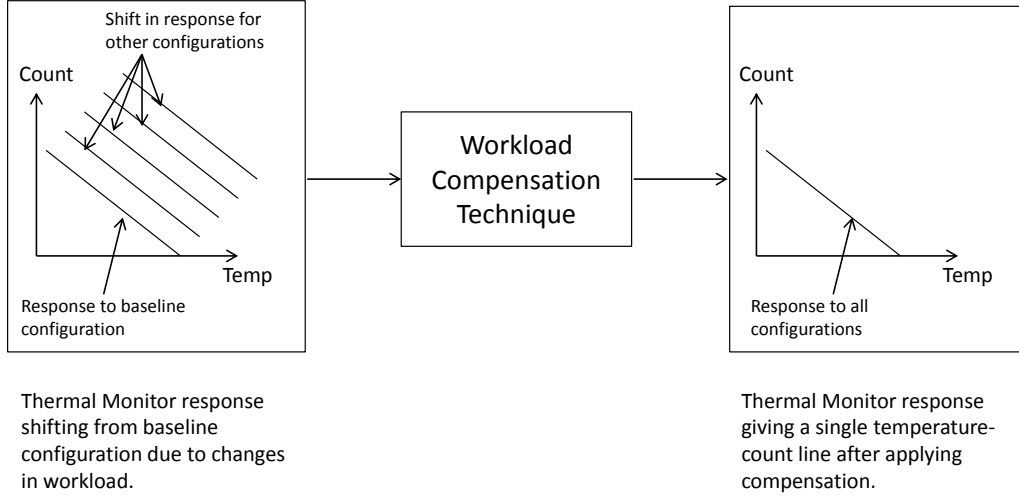 Shift in response for
other configurations
Count
Temp
Response to baseline
configuration
Workload
Compensation
Technique
Count
Temp
Response to all
configurations
Thermal Monitor response
shifting from baseline
configuration due to changes
in workload.
Thermal Monitor response
giving a single temperature-
count line after applying
compensation.